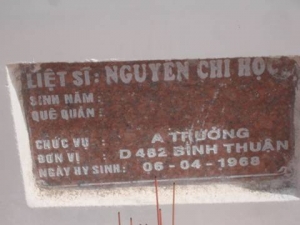 LIỆT SĨ : NGUYỄN CHÍ HỌC
SINH NĂM :
QUÊ QUÁN :
CHỨC VỤ : A TRƯỞNG
ĐƠN VỊ : D 482 BÌNH THUẬN
NGÀY HY SINH : 06 - 04 - 1968